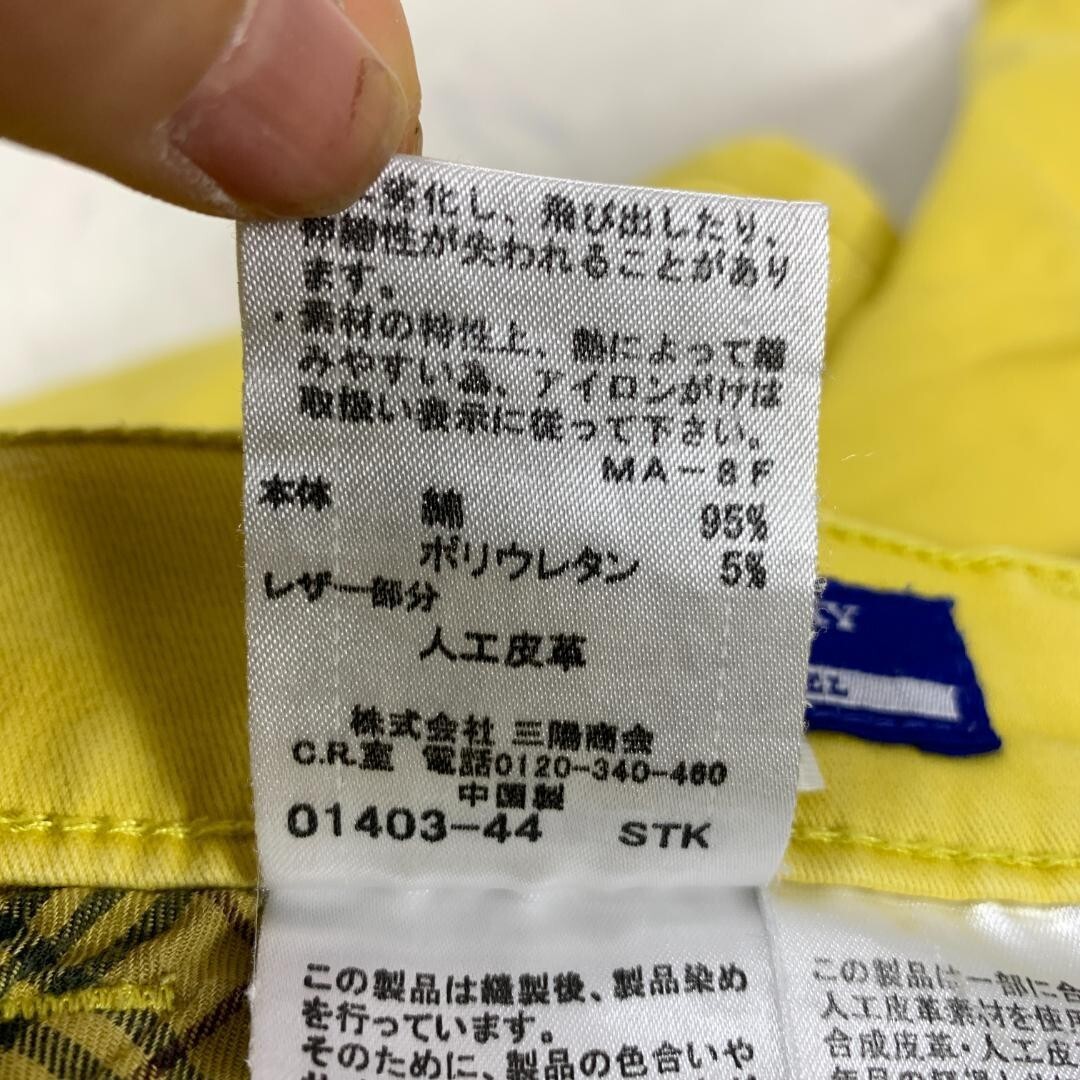 劣化し、飛び出したり、
伸縮性が失われることがあり
ます。
・素材の特性上、熱によって縮
みやすい為、アイロンがけは
取扱い表示に従って下さい。
MA-8F
本体 綿 95%
ポリウレタン 5%
レザー部分
人工皮革
株式会社 三陽商会
C.R.室 電話0120-340-460
中国製
01403-44 STK
この製品は縫製後、製品染め
を行っています。
そのために、製品の色合いや
この製品は一部に合
人工皮革素材を使用
合成皮革・人工皮革